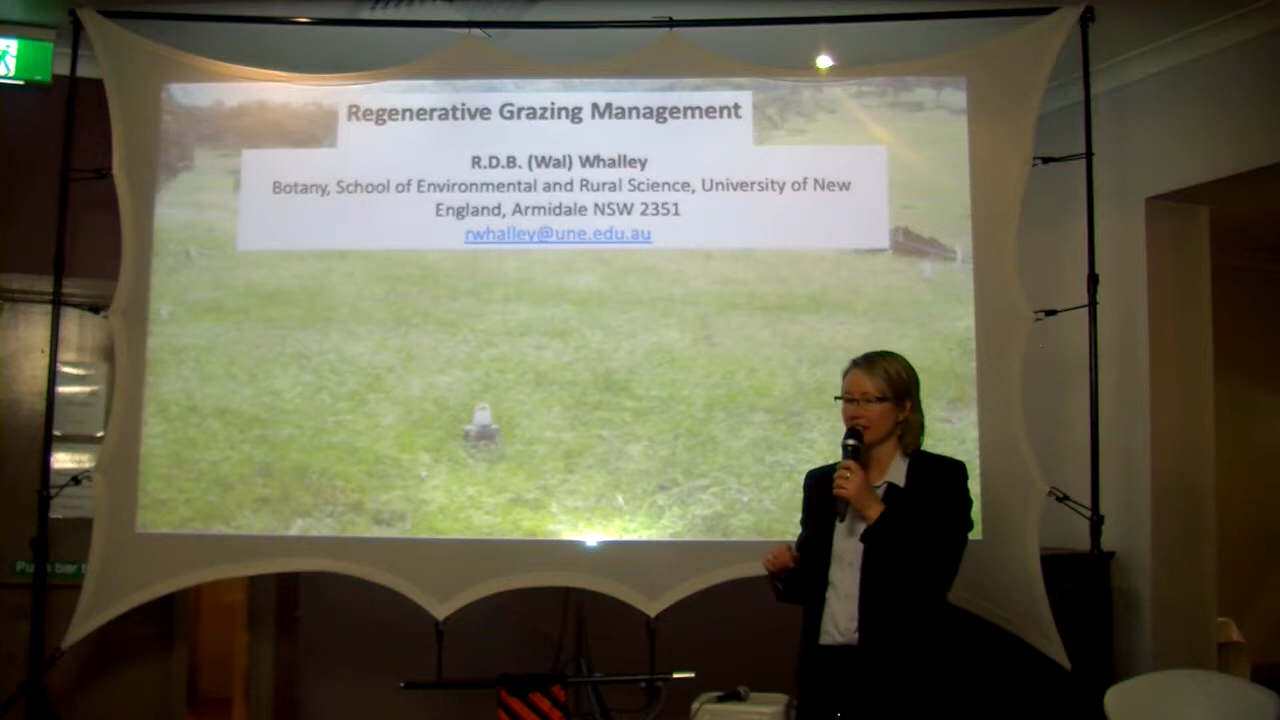 Regenerative Grazing Management
R.D.B. (Wal) Whalley
Botany, School of Environmental and Rural Science, University of New
England, Armidale NSW 2351
rwhalley@une.edu.au